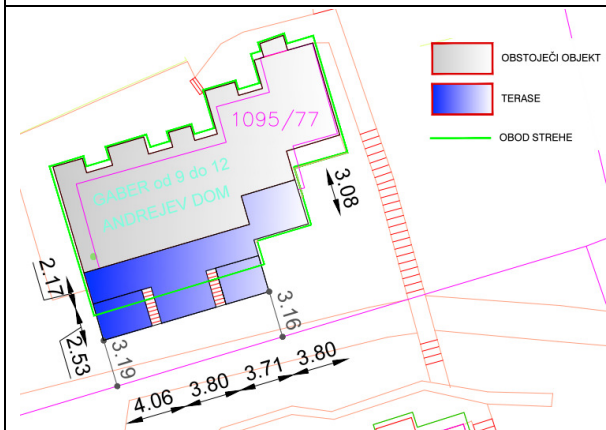 OBSTOJEČI OBJEKT
TERASE
OBOD STREHE
1095/77
GABER od 9 do 12
ANDREJEV DOM
3.08
2.17
2.53
3.19
3.16
4.06
3.80
3.71
3.80